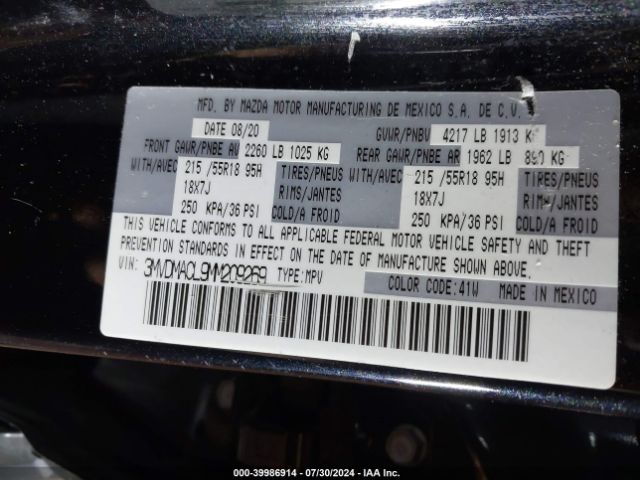 MFD. BY MAZDA MOTOR MANUFACTURING DE MEXICO S.A. DE C.V.
DATE 08/20 GVWR/PNBV 4217 LB 1913 K
FRONT GAWR/PNBE AV 2260 LB 1025 KG REAR GAWR/PNBE AR 1962 LB 890 KG
WITH/AVEC 215 /55R18 95H TIRES/PNEUS WITH/AVEC 215 /55R18 95H TIRES/PNEUS
18X7J RIMS/JANTES 18X7J RIMS/JANTES
250 KPA/36 PSI COLD/A FROID 250 KPA/36 PSI COLD/A FROID
THIS VEHICLE CONFORMS TO ALL APPLICABLE FEDERAL MOTOR VEHICLE SAFETY AND THEFT
PREVENTION STANDARDS IN EFFECT ON THE DATE OF MANUFACTURE SHOWN ABOVE.
VIN: 3MVDMACL9MM209269 TYPE:MPV COLOR CODE:41W MADE IN MEXICO
000-39986914 / 07/30/2024 - IAA Inc.